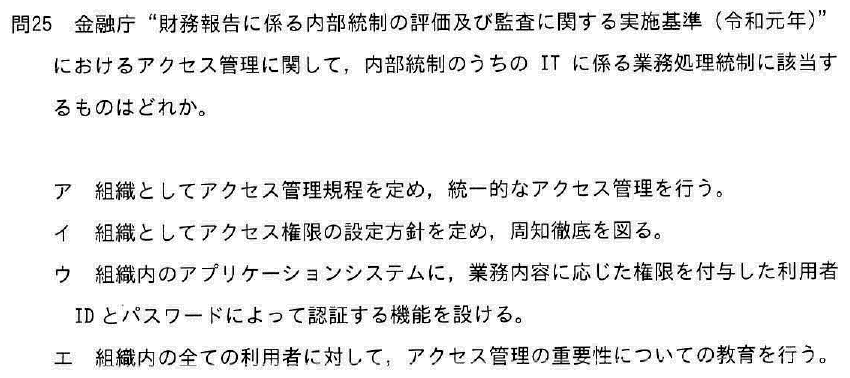 問25 金融庁“財務報告に係る内部統制の評価及び監査に関する実施基準（令和元年）”
におけるアクセス管理に関して，内部統制のうちの IT に係る業務処理統制に該当す
るものはどれか。
ア 組織としてアクセス管理規程を定め，統一的なアクセス管理を行う。
イ 組織としてアクセス権限の設定方針を定め，周知徹底を図る。
ウ 組織内のアプリケーションシステムに，業務内容に応じた権限を付与した利用者
ID とパスワードによって認証する機能を設ける。
エ 組織内の全ての利用者に対して，アクセス管理の重要性についての教育を行う。